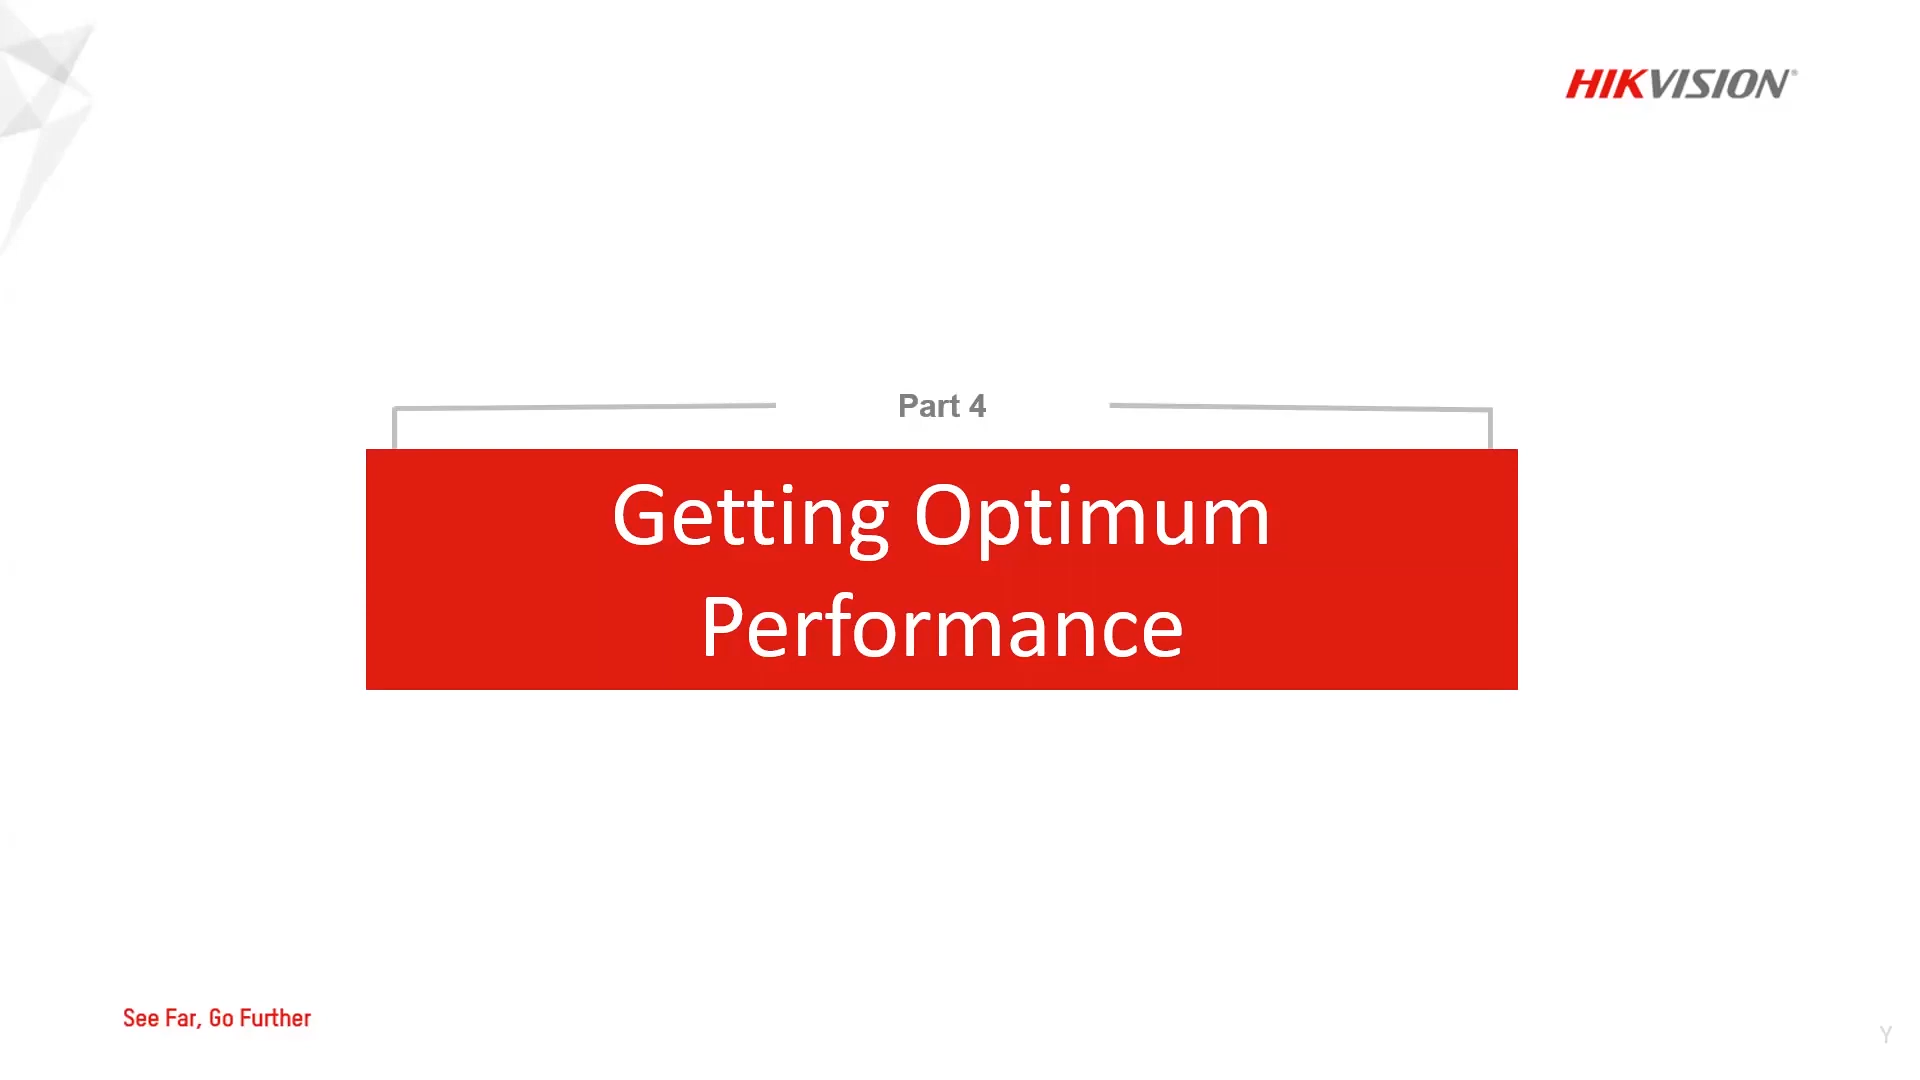 HIKVISION®
Part 4
Getting Optimum
Performance
See Far, Go Further
Y